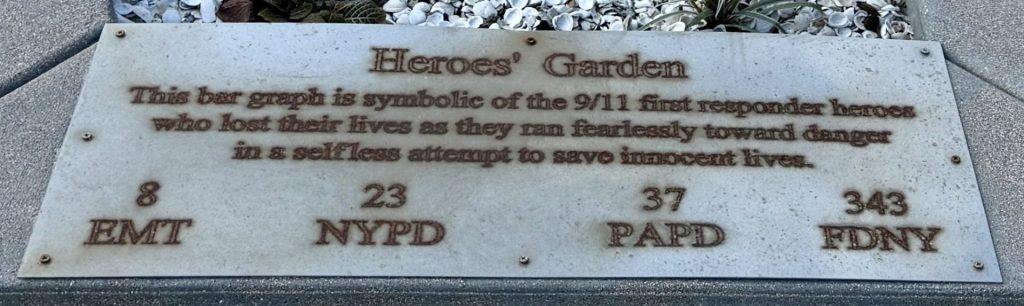 Heroes' Garden
This bar graph is symbolic of the 9/11 first responder heroes
who lost their lives as they ran fearlessly toward danger
in a selfless attempt to save innocent lives.
8 23 37 343
EMT NYPD PAPD FDNY